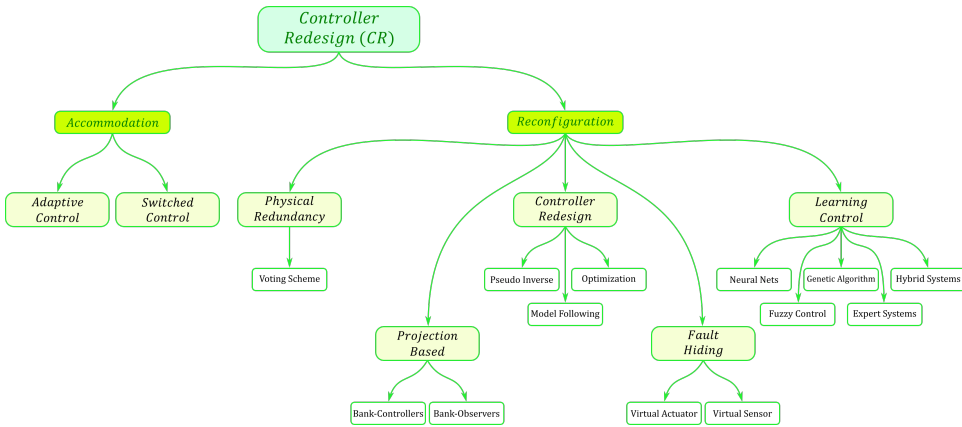 Controller
Redesign (CR)
Accommodation
Reconfiguration
Adaptive
Control
Switched
Control
Physical
Redundancy
Controller
Redesign
Learning
Control
Voting Scheme
Pseudo Inverse
Optimization
Neural Nets
Genetic Algorithm
Hybrid Systems
Model Following
Fuzzy Control
Expert Systems
Projection
Based
Fault
Hiding
Bank-Controllers
Bank-Observers
Virtual Actuator
Virtual Sensor